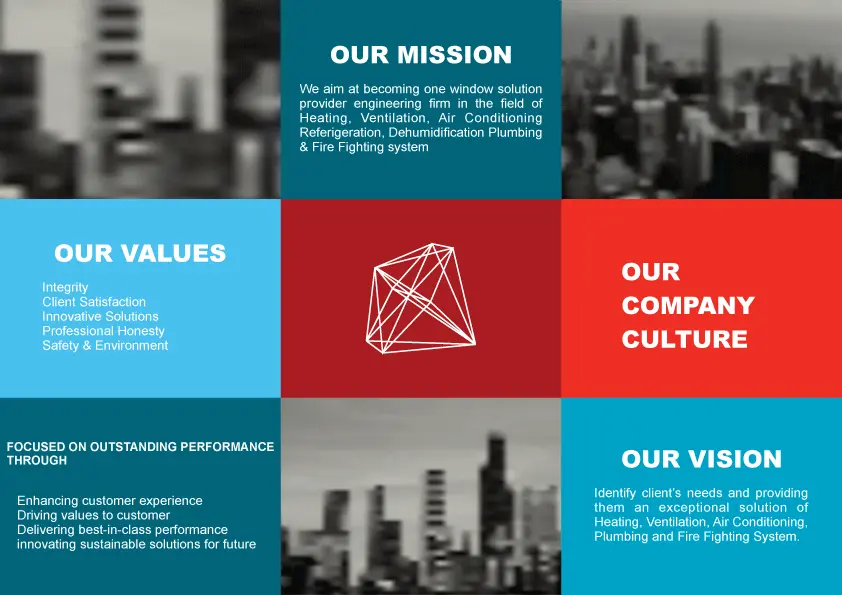 OUR MISSION
We aim at becoming one window solution
provider engineering firm in the field of
Heating, Ventilation, Air Conditioning
Referigeration, Dehumidification Plumbing
& Fire Fighting system
OUR VALUES
Integrity
Client Satisfaction
Innovative Solutions
Professional Honesty
Safety & Environment
OUR
COMPANY
CULTURE
FOCUSED ON OUTSTANDING PERFORMANCE
THROUGH
Enhancing customer experience
Driving values to customer
Delivering best-in-class performance
innovating sustainable solutions for future
OUR VISION
Identify client's needs and providing
them an exceptional solution of
Heating, Ventilation, Air Conditioning,
Plumbing and Fire Fighting System.